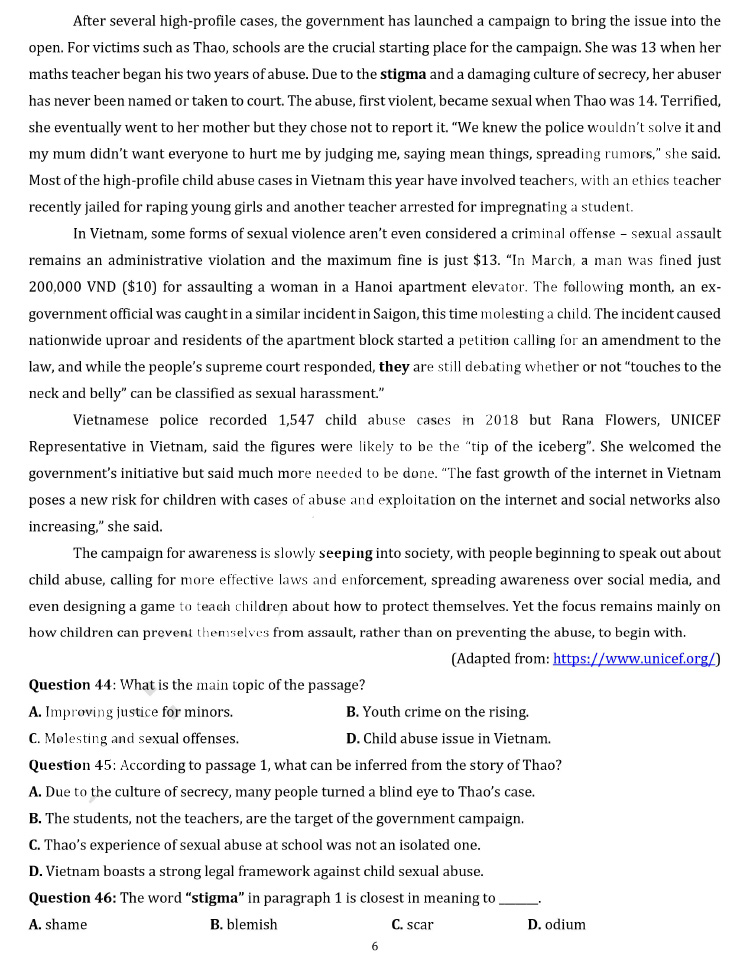 After several high-profile cases, the government has launched a campaign to bring the issue into the
open. For victims such as Thao, schools are the crucial starting place for the campaign. She was 13 when her
maths teacher began his two years of abuse. Due to the stigma and a damaging culture of secrecy, her abuser
has never been named or taken to court. The abuse, first violent, became sexual when Thao was 14. Terrified,
she eventually went to her mother but they chose not to report it. “We knew the police wouldn’t solve it and
my mum didn’t want everyone to hurt me by judging me, saying mean things, spreading rumors,” she said.
Most of the high-profile child abuse cases in Vietnam this year have involved teachers, with an ethics teacher
recently jailed for raping young girls and another teacher arrested for impregnating a student.
In Vietnam, some forms of sexual violence aren’t even considered a criminal offense – sexual assault
remains an administrative violation and the maximum fine is just $13. “In March, a man was fined just
200,000 VND ($10) for assaulting a woman in a Hanoi apartment elevator. The following month, an ex-
government official was caught in a similar incident in Saigon, this time molesting a child. The incident caused
nationwide uproar and residents of the apartment block started a petition calling for an amendment to the
law, and while the people’s supreme court responded, they are still debating whether or not “touches to the
neck and belly” can be classified as sexual harassment.”
Vietnamese police recorded 1,547 child abuse cases in 2018 but Rana Flowers, UNICEF
Representative in Vietnam, said the figures were likely to be the “tip of the iceberg”. She welcomed the
government’s initiative but said much more needed to be done. “The fast growth of the internet in Vietnam
poses a new risk for children with cases of abuse and exploitation on the internet and social networks also
increasing,” she said.
The campaign for awareness is slowly seeping into society, with people beginning to speak out about
child abuse, calling for more effective laws and enforcement, spreading awareness over social media, and
even designing a game to teach children about how to protect themselves. Yet the focus remains mainly on
how children can prevent themselves from assault, rather than on preventing the abuse, to begin with.
(Adapted from: https://www.unicef.org/)
Question 44: What is the main topic of the passage?
A. Improving justice for minors. B. Youth crime on the rising.
C. Molesting and sexual offenses. D. Child abuse issue in Vietnam.
Question 45: According to passage 1, what can be inferred from the story of Thao?
A. Due to the culture of secrecy, many people turned a blind eye to Thao’s case.
B. The students, not the teachers, are the target of the government campaign.
C. Thao’s experience of sexual abuse at school was not an isolated one.
D. Vietnam boasts a strong legal framework against child sexual abuse.
Question 46: The word “stigma” in paragraph 1 is closest in meaning to ______.
A. shame B. blemish C. scar D. odium
6